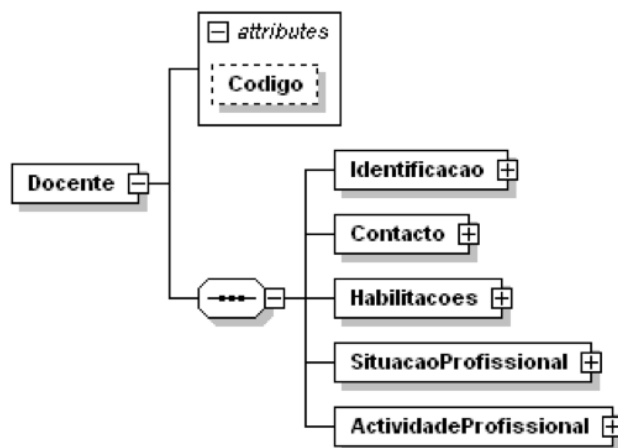 attributes
Codigo
Docente
Identificacao
Contacto
Habilitacoes
SituacaoProfissional
ActividadeProfissional